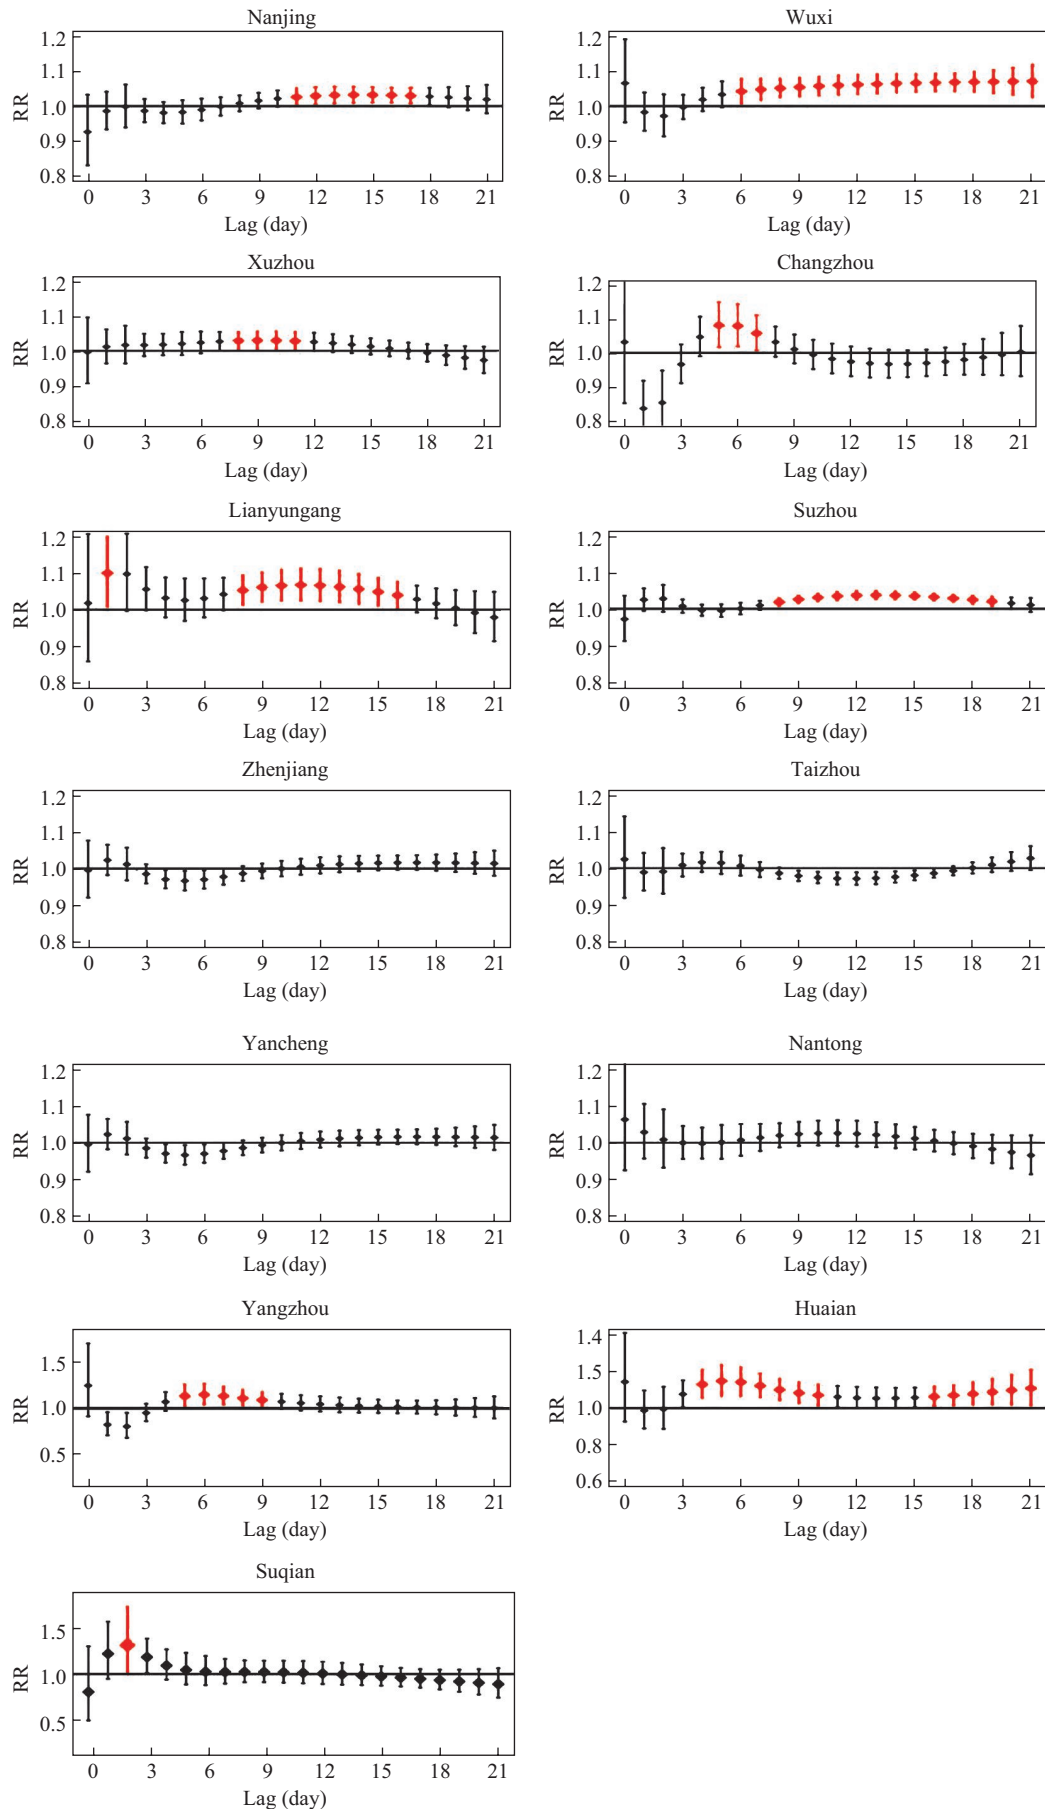 Nanjing
1.2
1.1
1.0
0.9
0.8
RR
0 3 6 9 12 15 18 21
Lag (day)
Wuxi
1.2
1.1
1.0
0.9
0.8
RR
0 3 6 9 12 15 18 21
Lag (day)
Xuzhou
1.2
1.1
1.0
0.9
0.8
RR
0 3 6 9 12 15 18 21
Lag (day)
Changzhou
1.2
1.1
1.0
0.9
0.8
RR
0 3 6 9 12 15 18 21
Lag (day)
Lianyungang
1.2
1.1
1.0
0.9
0.8
RR
0 3 6 9 12 15 18 21
Lag (day)
Suzhou
1.2
1.1
1.0
0.9
0.8
RR
0 3 6 9 12 15 18 21
Lag (day)
Zhenjiang
1.2
1.1
1.0
0.9
0.8
RR
0 3 6 9 12 15 18 21
Lag (day)
Taizhou
1.2
1.1
1.0
0.9
0.8
RR
0 3 6 9 12 15 18 21
Lag (day)
Yancheng
1.2
1.1
1.0
0.9
0.8
RR
0 3 6 9 12 15 18 21
Lag (day)
Nantong
1.2
1.1
1.0
0.9
0.8
RR
0 3 6 9 12 15 18 21
Lag (day)
Yangzhou
1.5
1.0
0.5
RR
0 3 6 9 12 15 18 21
Lag (day)
Huaian
1.4
1.5
1.0
0.8
0.6
RR
0 3 6 9 12 15 18 21
Lag (day)
Suqian
1.5
1.0
0.5
RR
0 3 6 9 12 15 18 21
Lag (day)